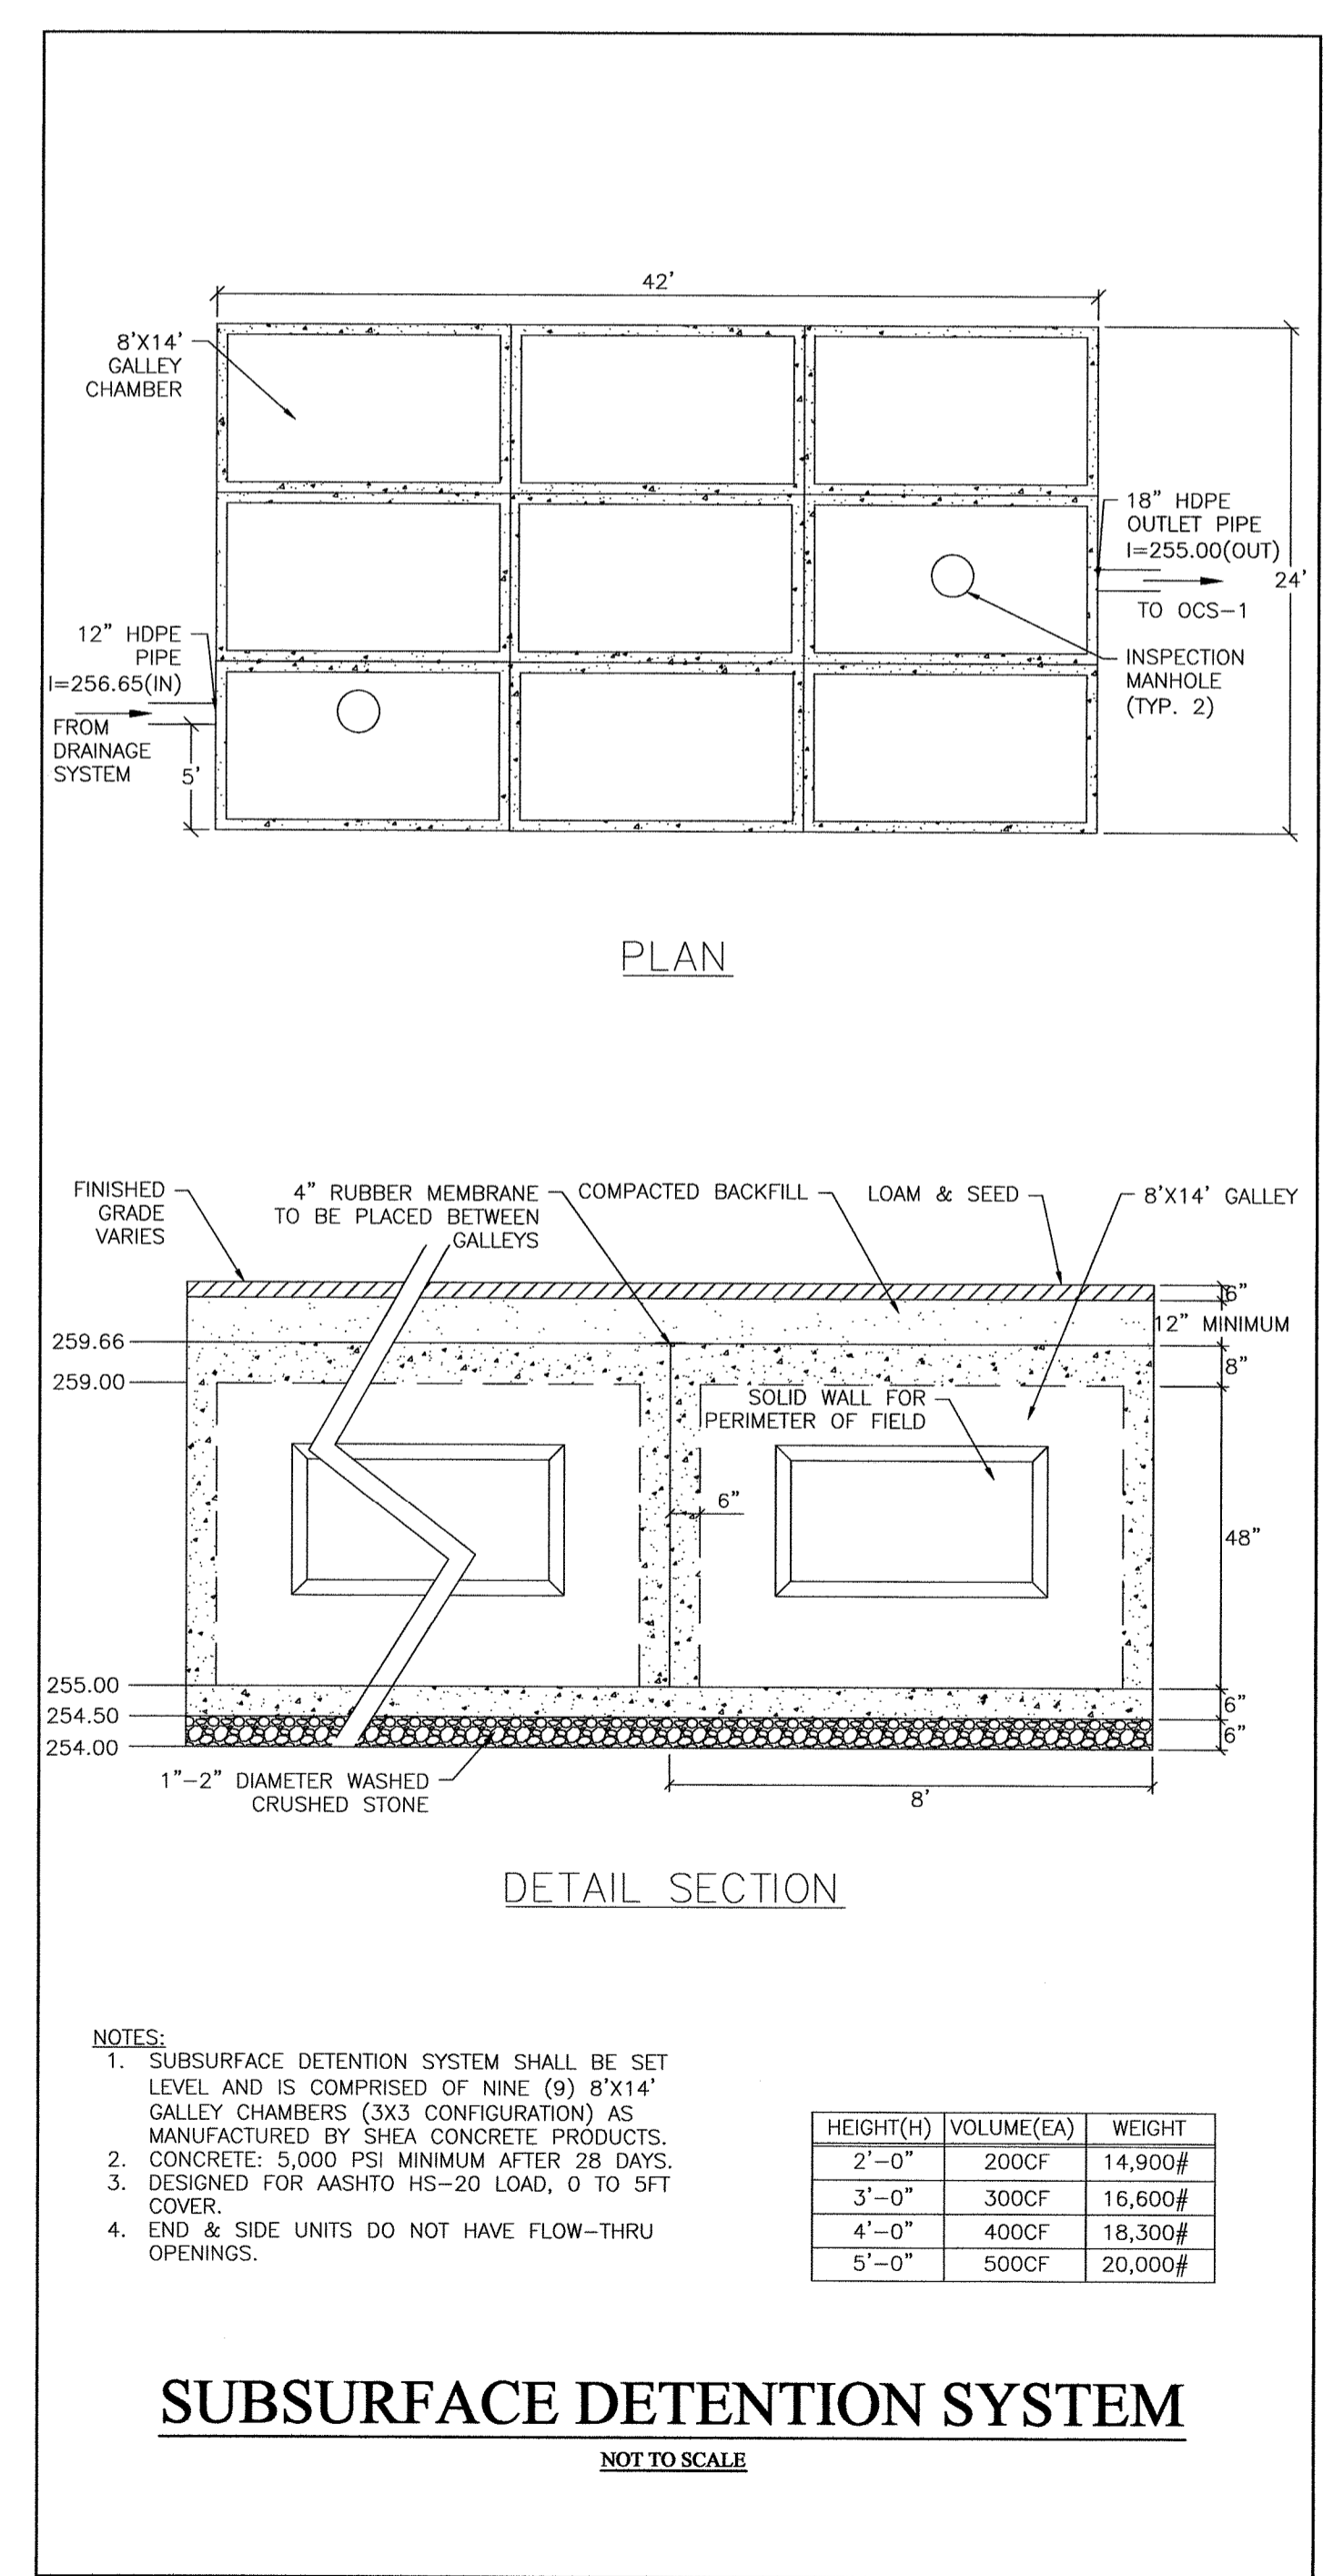 42'
8'X14'
GALLEY
CHAMBER
18" HDPE
OUTLET PIPE
I=255.00(OUT)
24'
TO OCS-1
12" HDPE
PIPE
I=256.65(IN)
INSPECTION
MANHOLE
(TYP. 2)
FROM
DRAINAGE
SYSTEM
5'
PLAN
FINISHED
GRADE
VARIES
4" RUBBER MEMBRANE
TO BE PLACED BETWEEN
GALLEYS
COMPACTED BACKFILL
LOAM & SEED
8'X14' GALLEY
6"
12" MINIMUM
259.66
8"
259.00
SOLID WALL FOR
PERIMETER OF FIELD
6"
48"
255.00
254.50
6"
254.00
6"
1"-2" DIAMETER WASHED
CRUSHED STONE
8'
DETAIL SECTION
NOTES:
1. SUBSURFACE DETENTION SYSTEM SHALL BE SET
LEVEL AND IS COMPRISED OF NINE (9) 8'X14'
GALLEY CHAMBERS (3X3 CONFIGURATION) AS
MANUFACTURED BY SHEA CONCRETE PRODUCTS.
2. CONCRETE: 5,000 PSI MINIMUM AFTER 28 DAYS.
3. DESIGNED FOR AASHTO HS-20 LOAD, 0 TO 5FT
COVER.
4. END & SIDE UNITS DO NOT HAVE FLOW-THRU
OPENINGS.
HEIGHT(H) VOLUME(EA) WEIGHT
2'-0" 200CF 14,900#
3'-0" 300CF 16,600#
4'-0" 400CF 18,300#
5'-0" 500CF 20,000#
SUBSURFACE DETENTION SYSTEM
NOT TO SCALE